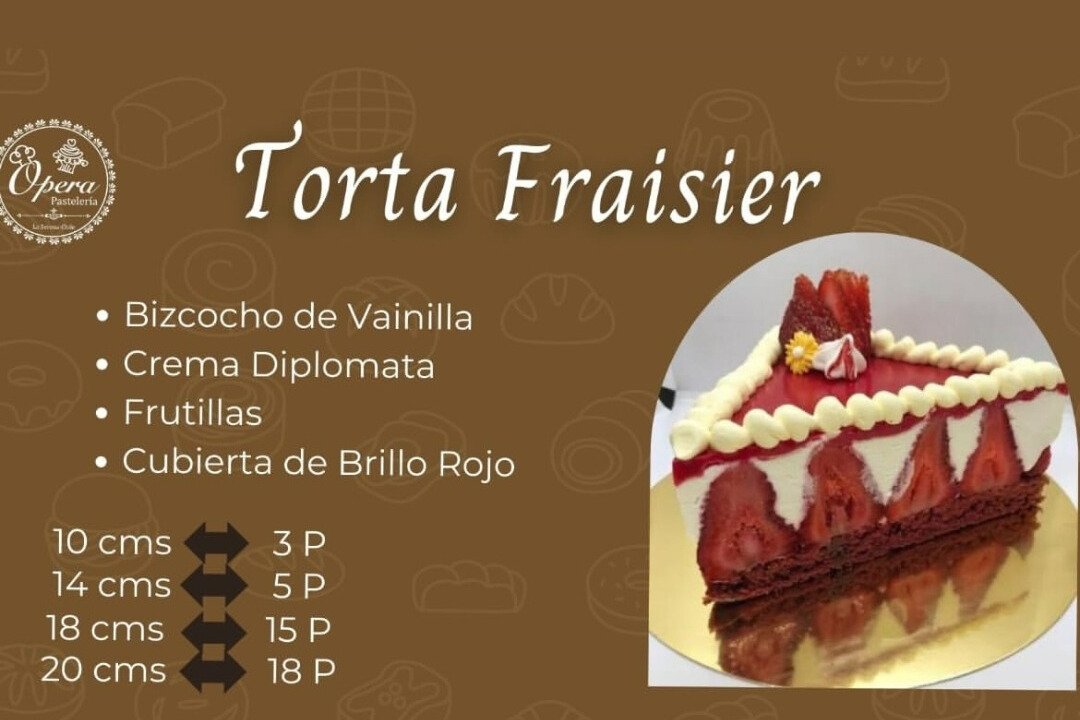 Opera
Pastelería
Torta Fraisier
Bizcocho de Vainilla
Crema Diplomata
Frutillas
Cubierta de Brillo Rojo
10 cms 3 P
14 cms 5 P
18 cms 15 P
20 cms 18 P